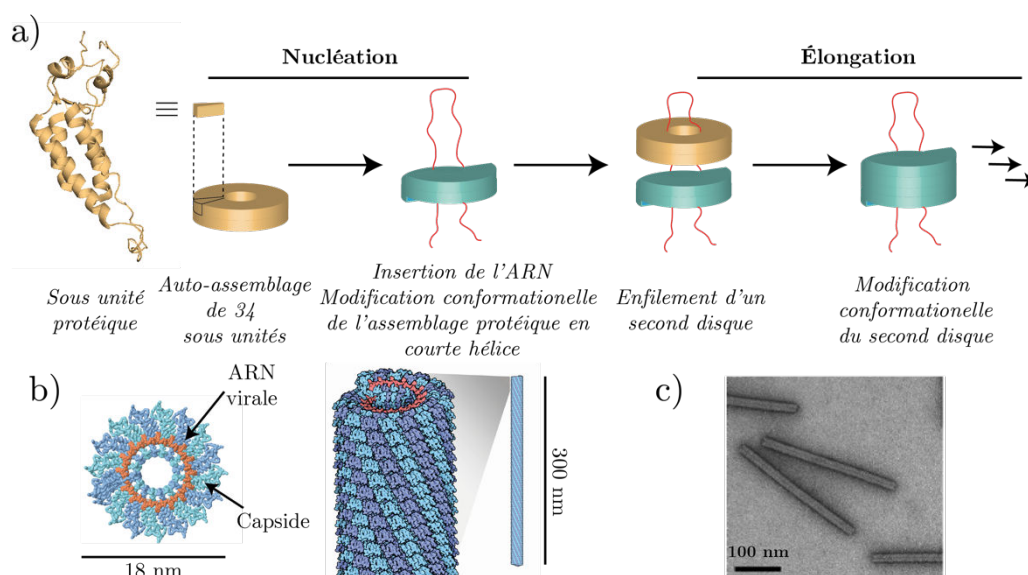 a)
Nucléation
Élongation
≡
Sous unité
protéique
Auto-assemblage
de 34
sous unités
Insertion de l'ARN
Modification conformationelle
de l'assemblage protéique en
courte hélice
Enfilement d'un
second disque
Modification
conformationelle
du second disque
b)
ARN
virale
Capside
18 nm
300 nm
c)
100 nm